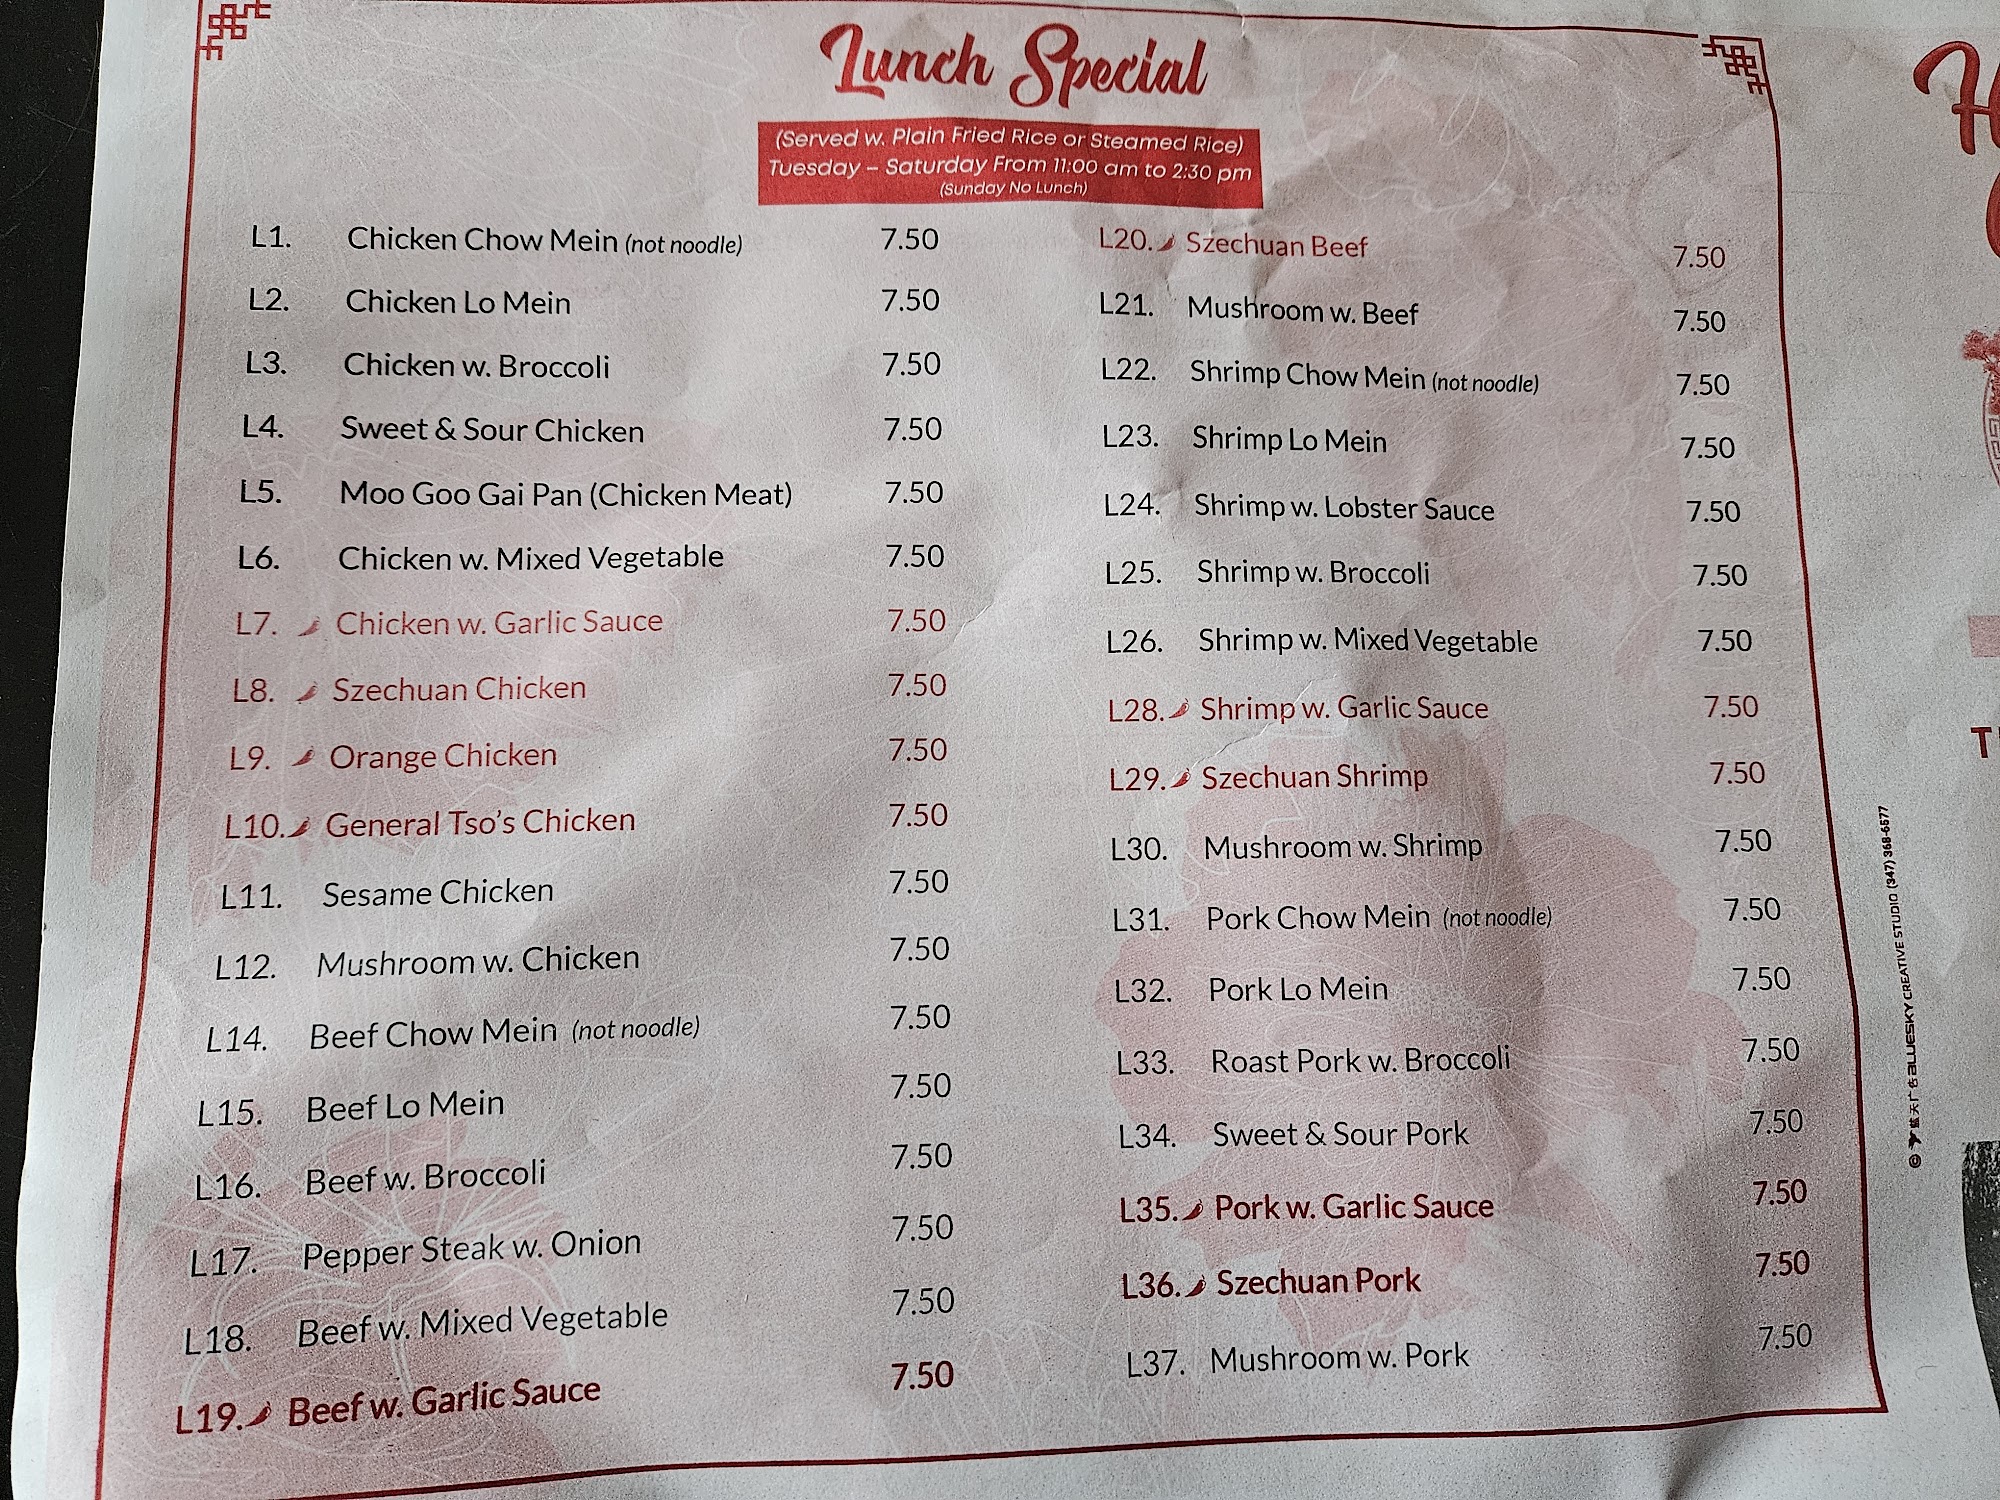 Lunch Special
(Served w. Plain Fried Rice or Steamed Rice)
Tuesday – Saturday From 11:00 am to 2:30 pm
(Sunday No Lunch)
L1. Chicken Chow Mein (not noodle) 7.50
L2. Chicken Lo Mein 7.50
L3. Chicken w. Broccoli 7.50
L4. Sweet & Sour Chicken 7.50
L5. Moo Goo Gai Pan (Chicken Meat) 7.50
L6. Chicken w. Mixed Vegetable 7.50
L7. Chicken w. Garlic Sauce 7.50
L8. Szechuan Chicken 7.50
L9. Orange Chicken 7.50
L10. General Tso's Chicken 7.50
L11. Sesame Chicken 7.50
L12. Mushroom w. Chicken 7.50
L14. Beef Chow Mein (not noodle) 7.50
L15. Beef Lo Mein 7.50
L16. Beef w. Broccoli 7.50
L17. Pepper Steak w. Onion 7.50
L18. Beef w. Mixed Vegetable 7.50
L19. Beef w. Garlic Sauce 7.50
L20. Szechuan Beef 7.50
L21. Mushroom w. Beef 7.50
L22. Shrimp Chow Mein (not noodle) 7.50
L23. Shrimp Lo Mein 7.50
L24. Shrimp w. Lobster Sauce 7.50
L25. Shrimp w. Broccoli 7.50
L26. Shrimp w. Mixed Vegetable 7.50
L28. Shrimp w. Garlic Sauce 7.50
L29. Szechuan Shrimp 7.50
L30. Mushroom w. Shrimp 7.50
L31. Pork Chow Mein (not noodle) 7.50
L32. Pork Lo Mein 7.50
L33. Roast Pork w. Broccoli 7.50
L34. Sweet & Sour Pork 7.50
L35. Pork w. Garlic Sauce 7.50
L36. Szechuan Pork 7.50
L37. Mushroom w. Pork 7.50
© 蓝天广告 BLUESKY CREATIVE STUDIO (347) 368-6577